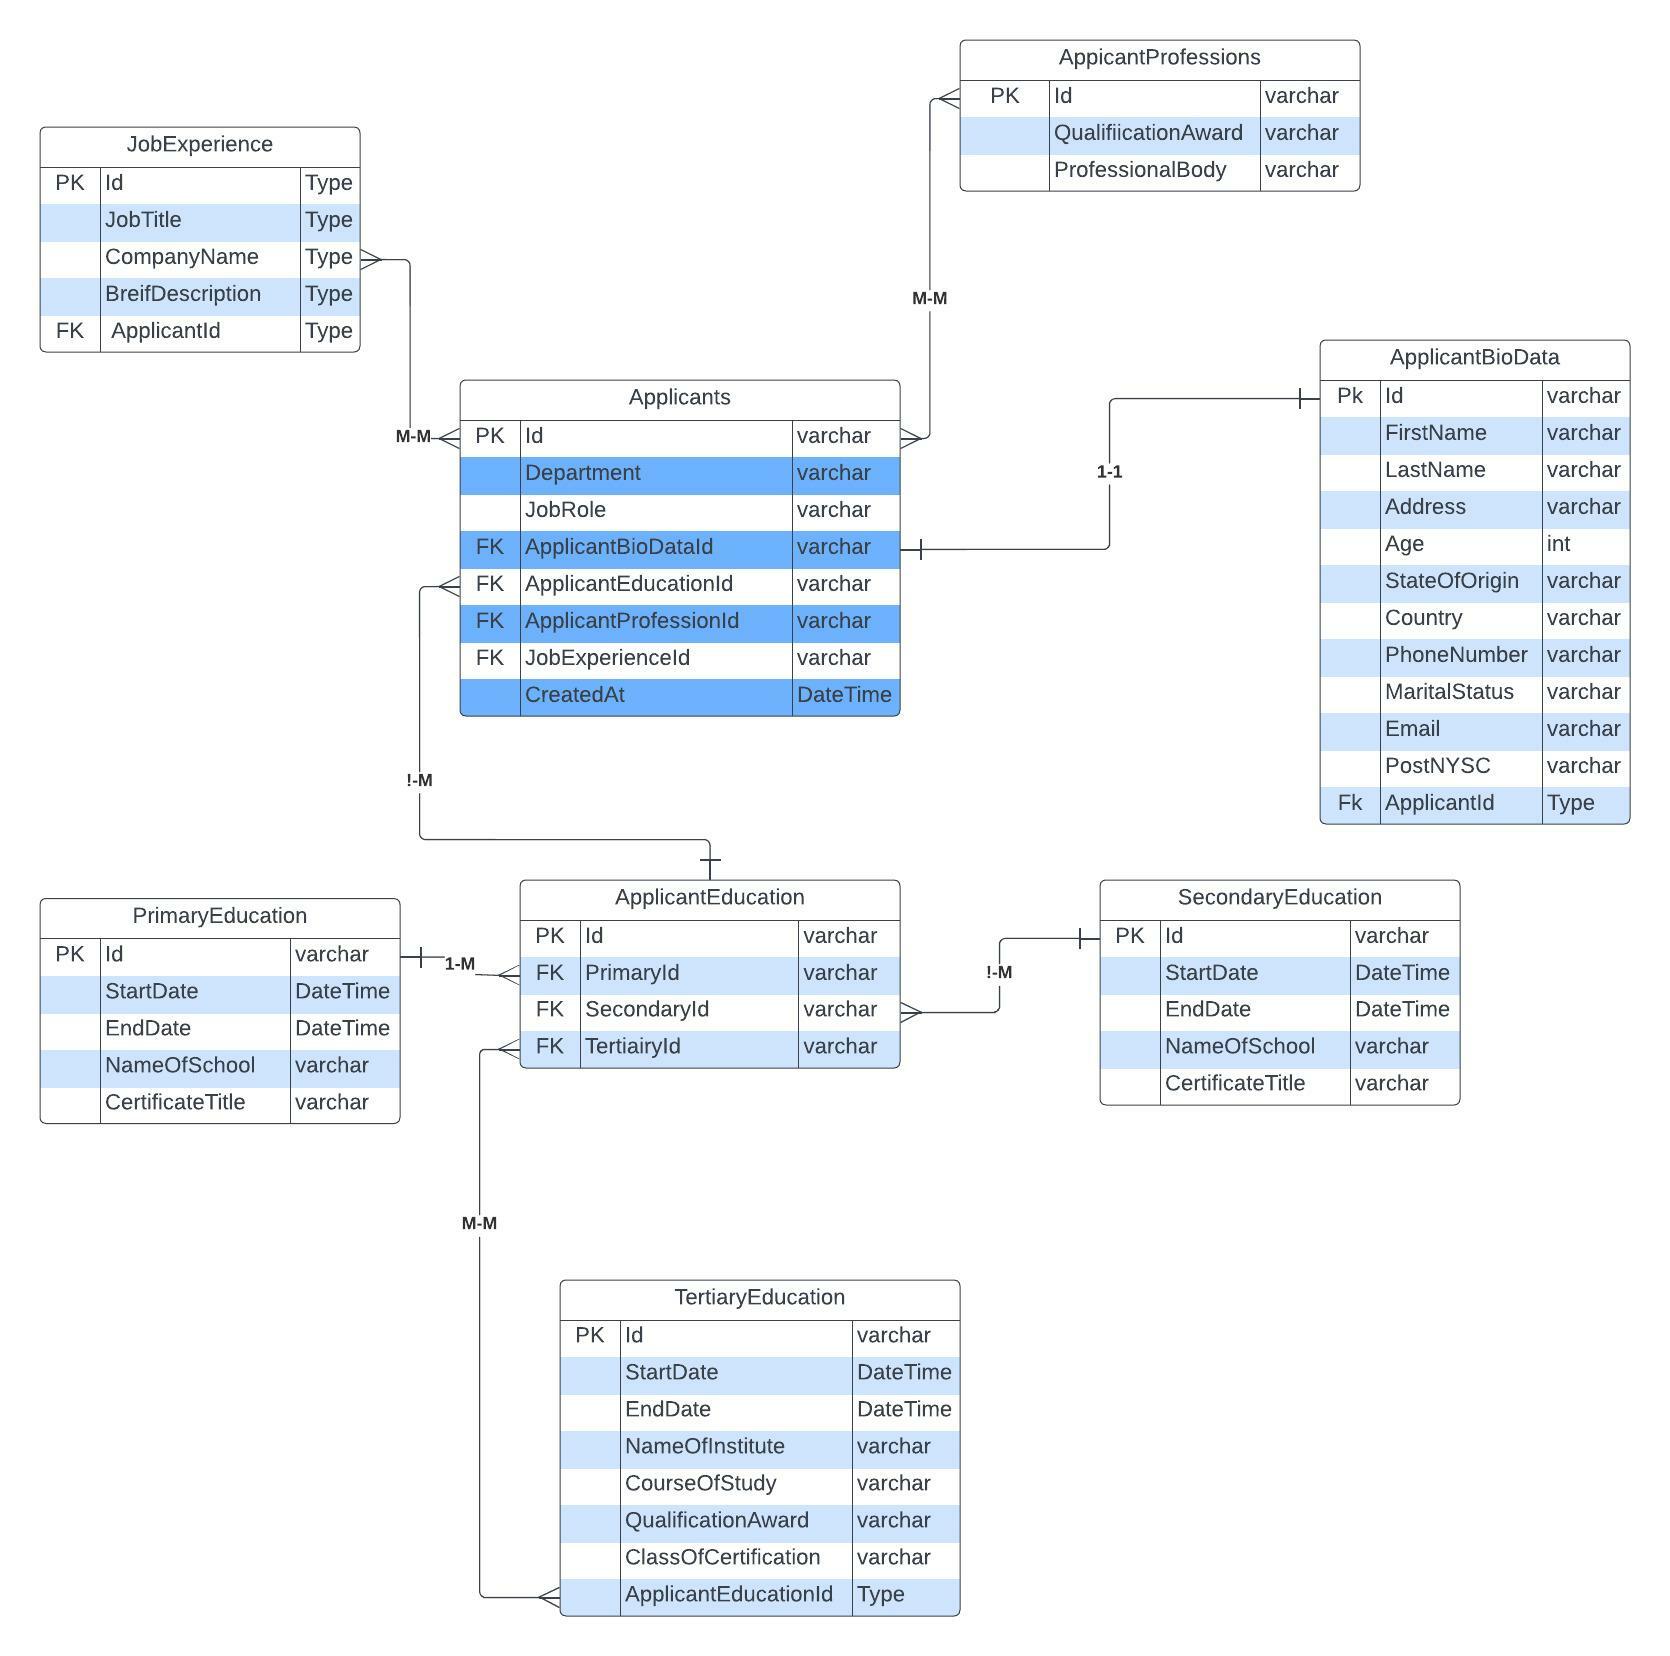 AppicantProfessions
PK Id varchar
QualifiicationAward varchar
ProfessionalBody varchar
JobExperience
PK Id Type
JobTitle Type
CompanyName Type
BreifDescription Type
FK ApplicantId Type
M-M
M-M
Applicants
PK Id varchar
Department varchar
JobRole varchar
FK ApplicantBioDataId varchar
FK ApplicantEducationId varchar
FK ApplicantProfessionId varchar
FK JobExperienceId varchar
CreatedAt DateTime
1-1
ApplicantBioData
Pk Id varchar
FirstName varchar
LastName varchar
Address varchar
Age int
StateOfOrigin varchar
Country varchar
PhoneNumber varchar
MaritalStatus varchar
Email varchar
PostNYSC varchar
Fk ApplicantId Type
!-M
PrimaryEducation
PK Id varchar
StartDate DateTime
EndDate DateTime
NameOfSchool varchar
CertificateTitle varchar
1-M
ApplicantEducation
PK Id varchar
FK PrimaryId varchar
FK SecondaryId varchar
FK TertiairyId varchar
!-M
SecondaryEducation
PK Id varchar
StartDate DateTime
EndDate DateTime
NameOfSchool varchar
CertificateTitle varchar
M-M
TertiaryEducation
PK Id varchar
StartDate DateTime
EndDate DateTime
NameOfInstitute varchar
CourseOfStudy varchar
QualificationAward varchar
ClassOfCertification varchar
ApplicantEducationId Type